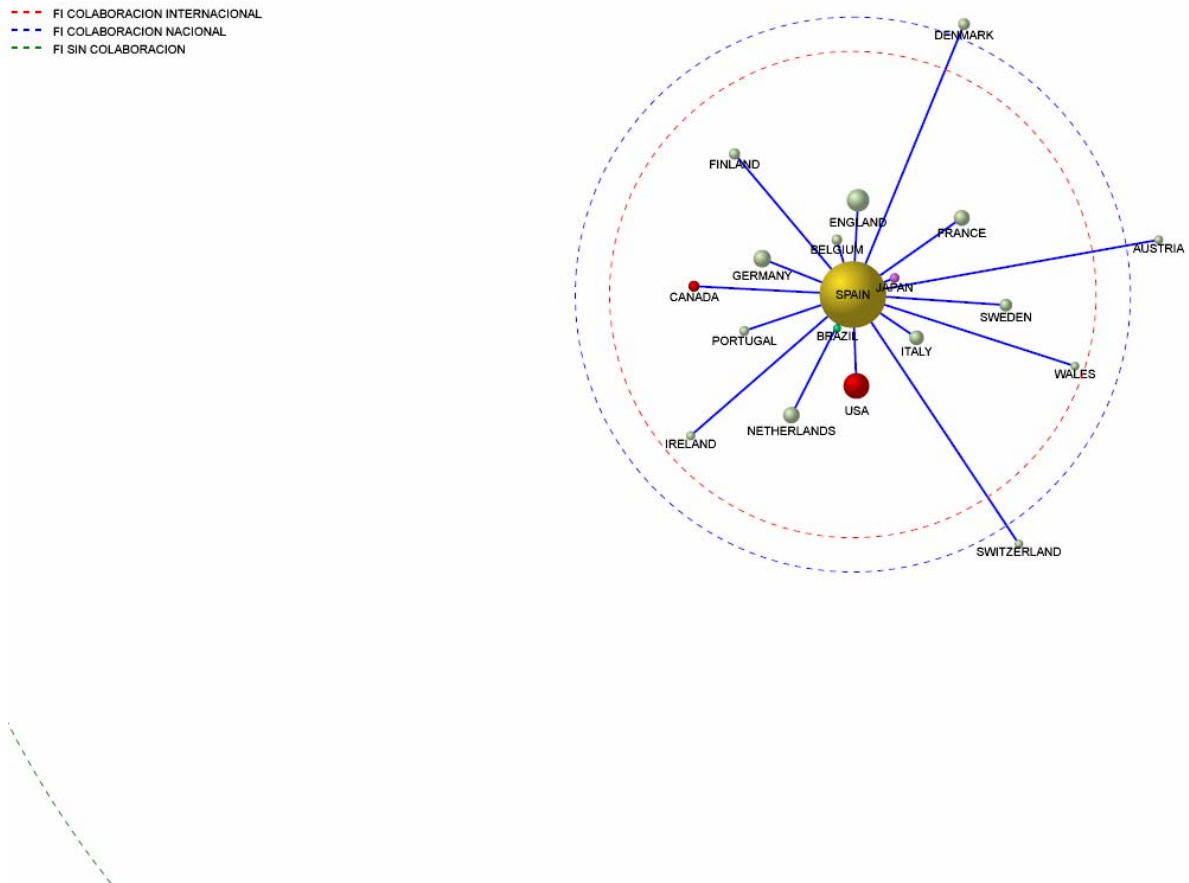 FI COLABORACION INTERNACIONAL
FI COLABORACION NACIONAL
FI SIN COLABORACION
DENMARK
FINLAND
ENGLAND
FRANCE
BELGIUM
AUSTRIA
GERMANY
JAPAN
SPAIN
CANADA
SWEDEN
BRAZIL
PORTUGAL
ITALY
WALES
USA
NETHERLANDS
IRELAND
SWITZERLAND